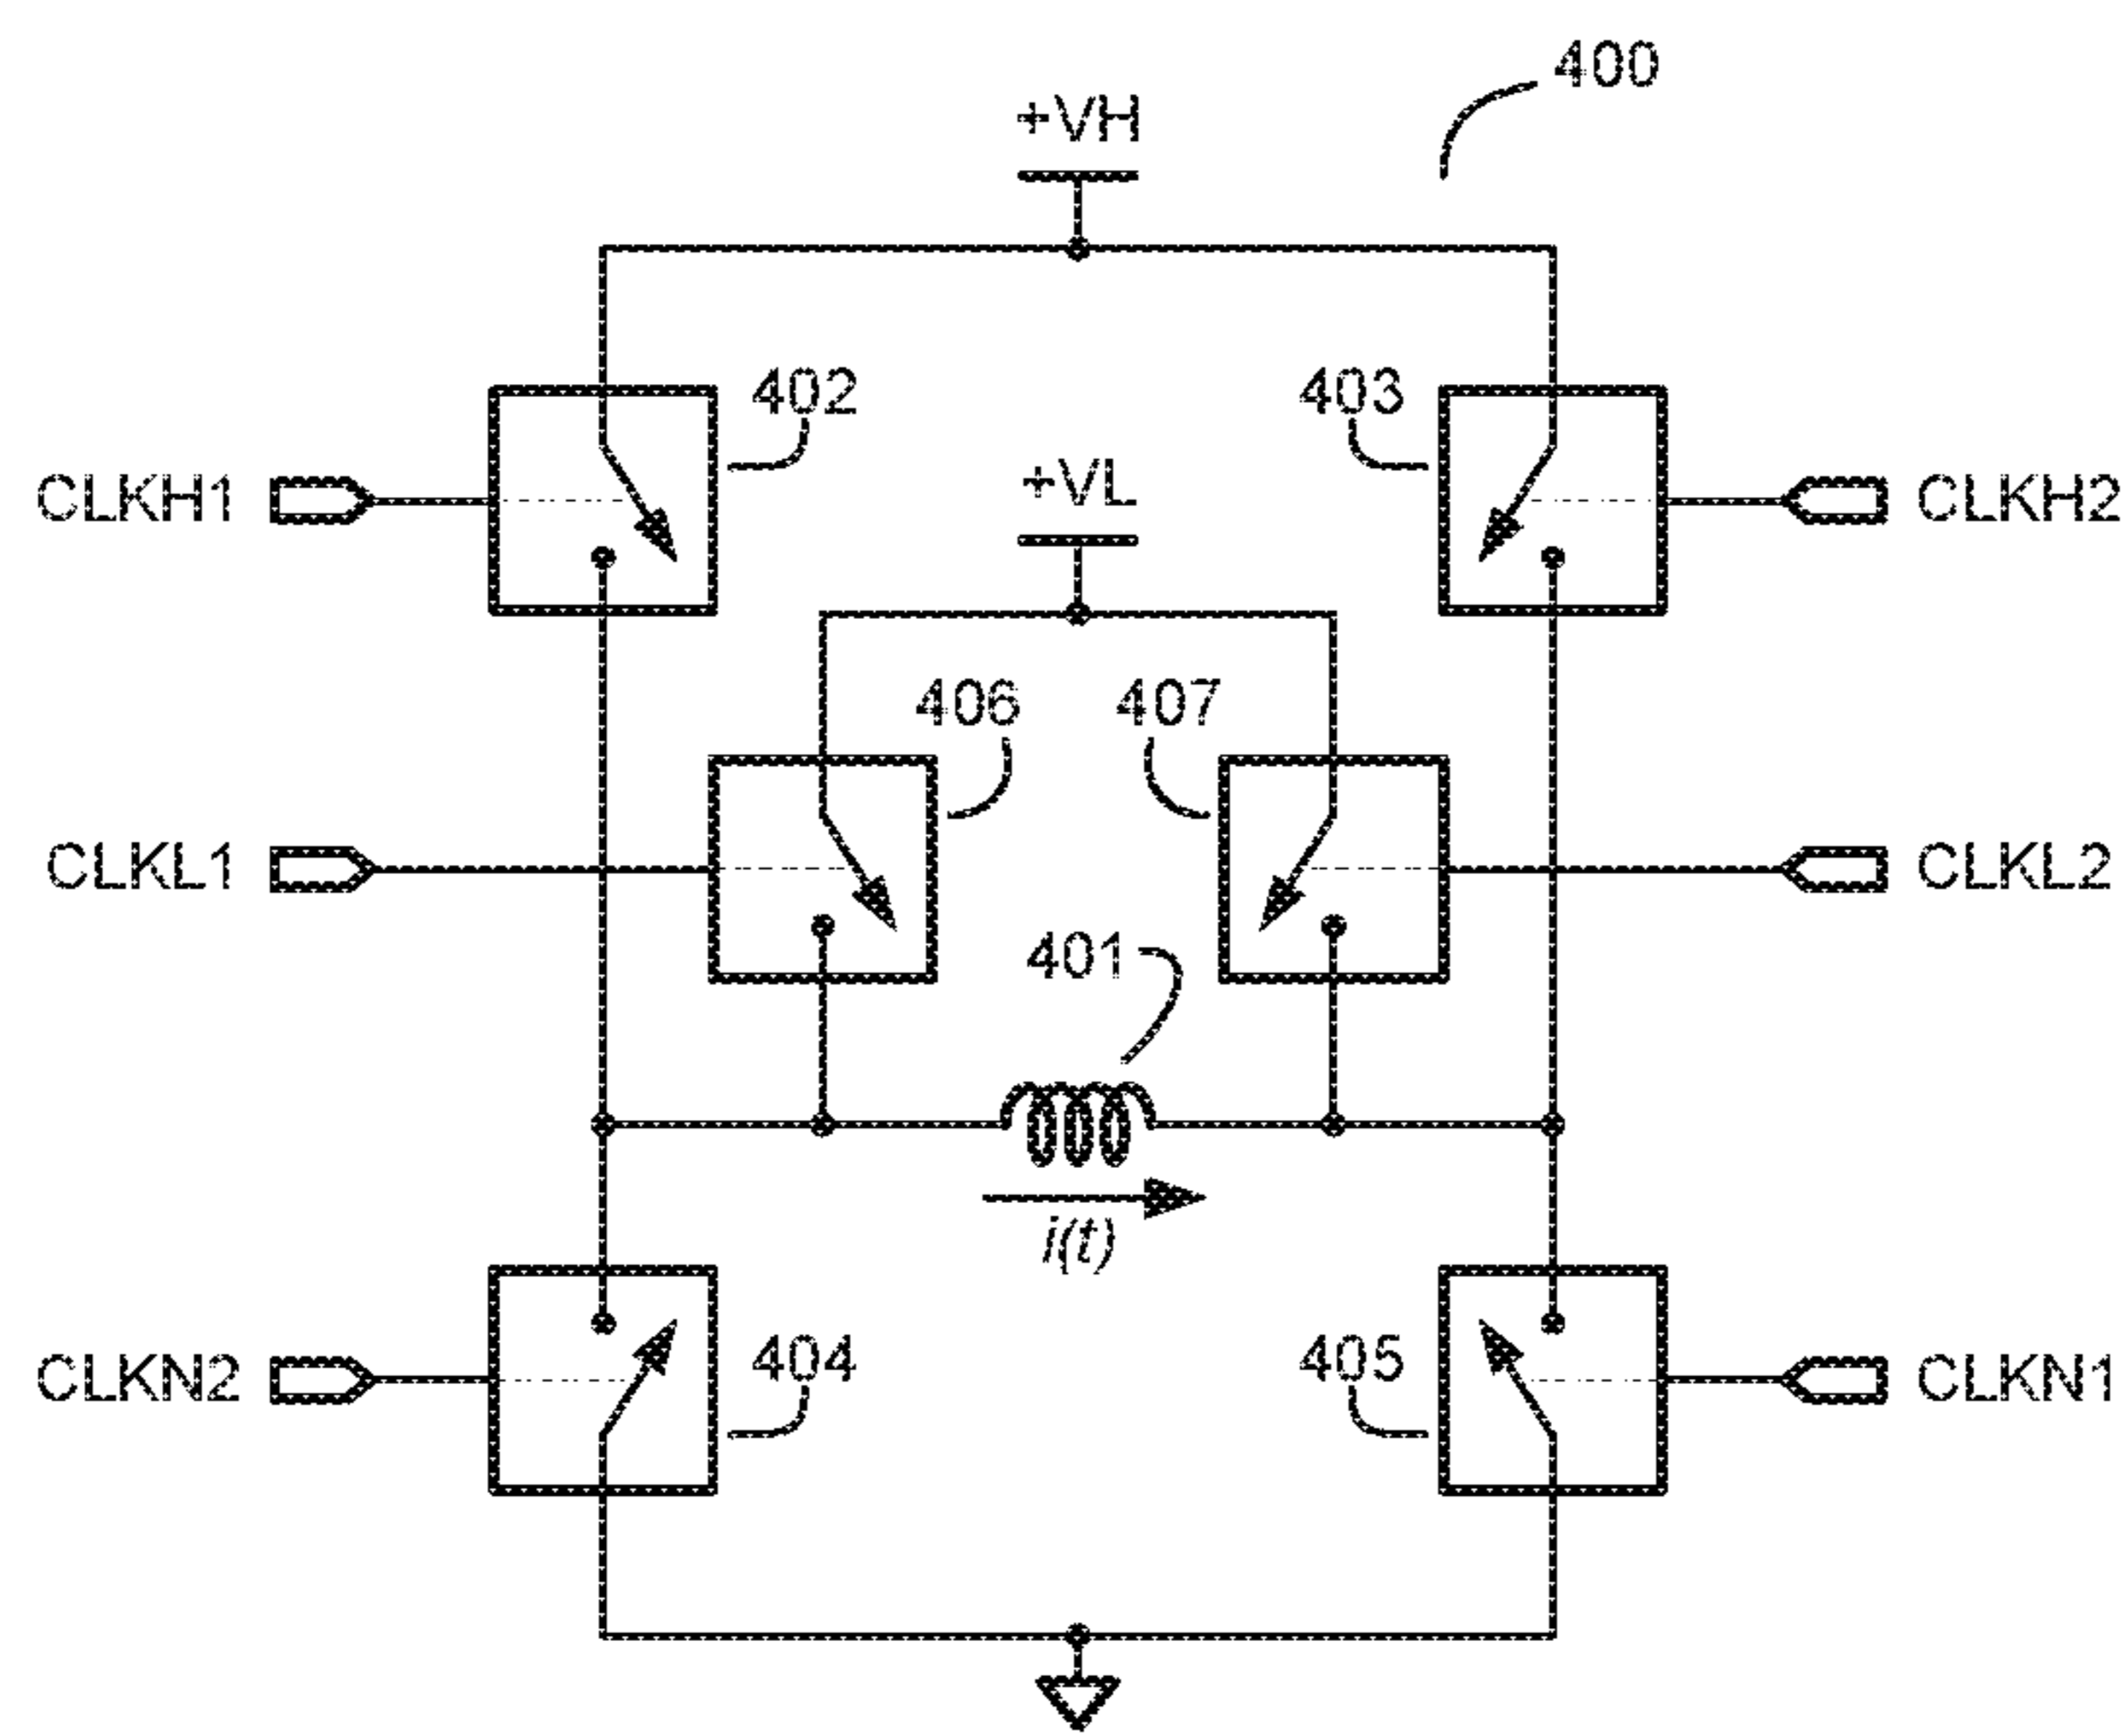 400
+VH
402
403
CLKH1
+VL
CLKH2
406
407
CLKL1
CLKL2
401
i(t)
CLKN2
404
405
CLKN1